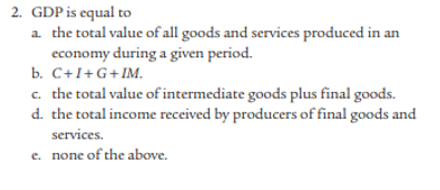 2. GDP is equal to
a. the total value of all goods and services produced in an
economy during a given period.
b. C + I + G + IM.
c. the total value of intermediate goods plus final goods.
d. the total income received by producers of final goods and
services.
e. none of the above.